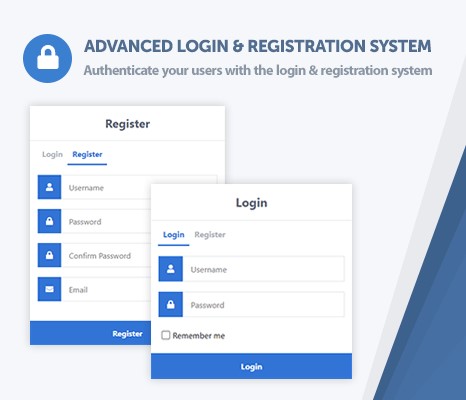 ADVANCED LOGIN & REGISTRATION SYSTEM
Authenticate your users with the login & registration system
Register
Login Register
Username
Password
Confirm Password
Email
Register
Login
Login Register
Username
Password
Remember me
Login